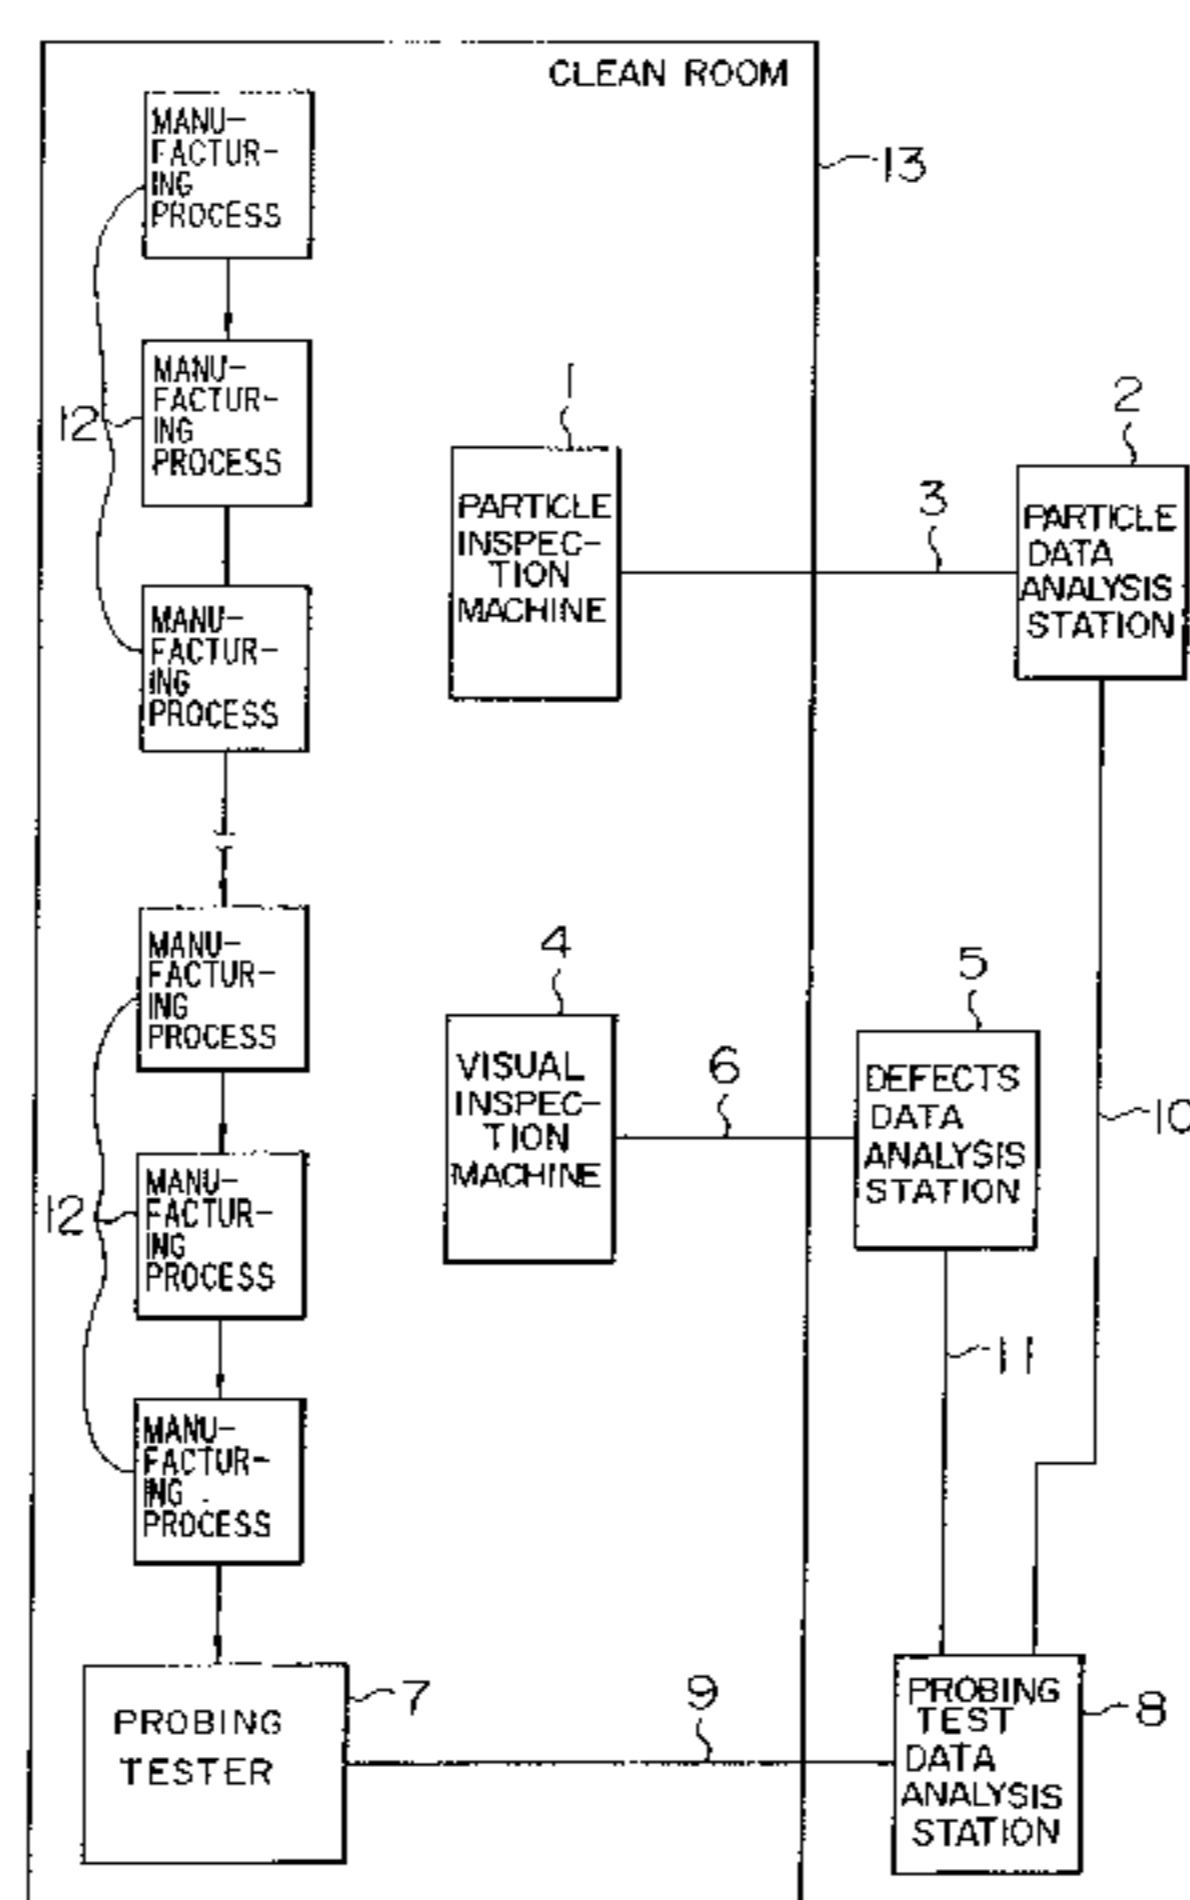 CLEAN ROOM
13
MANU-
FACTUR-
ING
PROCESS
12
MANU-
FACTUR-
ING
PROCESS
MANU-
FACTUR-
ING
PROCESS
1
PARTICLE
INSPEC-
TION
MACHINE
3
2
PARTICLE
DATA
ANALYSIS
STATION
MANU-
FACTUR-
ING
PROCESS
12
MANU-
FACTUR-
ING
PROCESS
MANU-
FACTUR-
ING
PROCESS
4
VISUAL
INSPEC-
TION
MACHINE
6
5
DEFECTS
DATA
ANALYSIS
STATION
10
11
PROBING
TESTER
7
9
PROBING
TEST
DATA
ANALYSIS
STATION
8